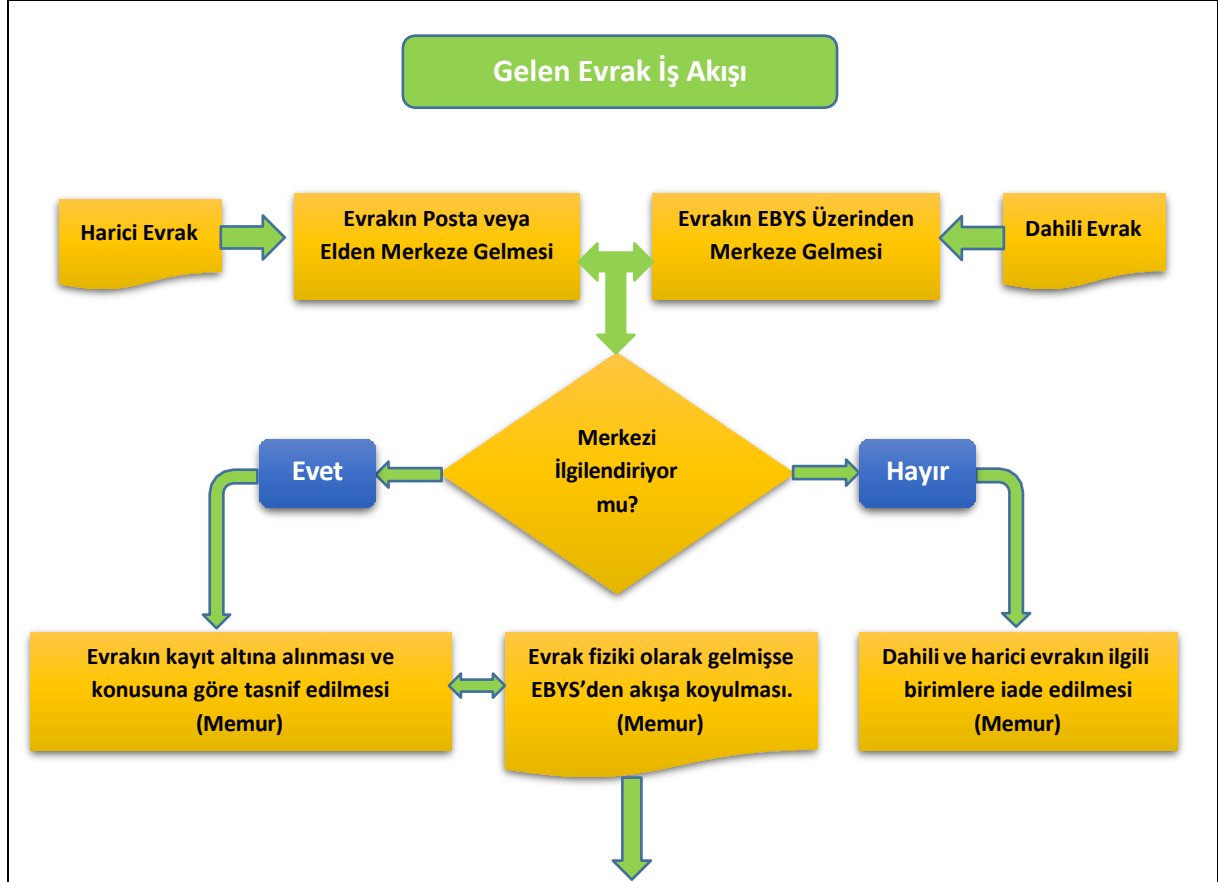 Gelen Evrak İş Akışı
Harici Evrak
Evrakın Posta veya
Elden Merkeze Gelmesi
Evrakın EBYS Üzerinden
Merkeze Gelmesi
Dahili Evrak
Merkezi
İlgilendiriyor
mu?
Evet
Hayır
Evrakın kayıt altına alınması ve
konusuna göre tasnif edilmesi
(Memur)
Evrak fiziki olarak gelmişse
EBYS’den akışa koyulması.
(Memur)
Dahili ve harici evrakın ilgili
birimlere iade edilmesi
(Memur)